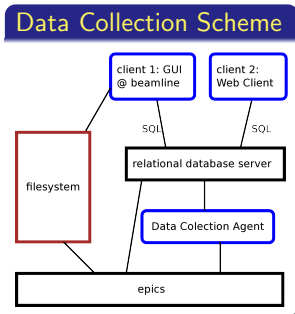 Data Collection Scheme
client 1: GUI
@ beamline
client 2:
Web Client
SQL
SQL
relational database server
filesystem
Data Colection Agent
epics